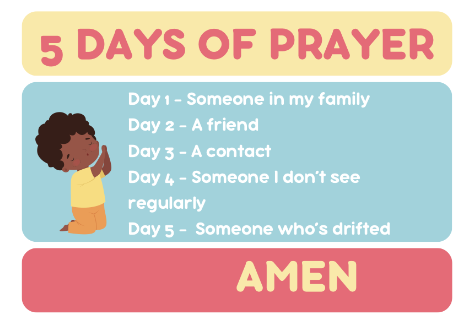 5 DAYS OF PRAYER
Day 1 - Someone in my family
Day 2 - A friend
Day 3 - A contact
Day 4 - Someone I don't see
regularly
Day 5 -  Someone who's drifted
AMEN